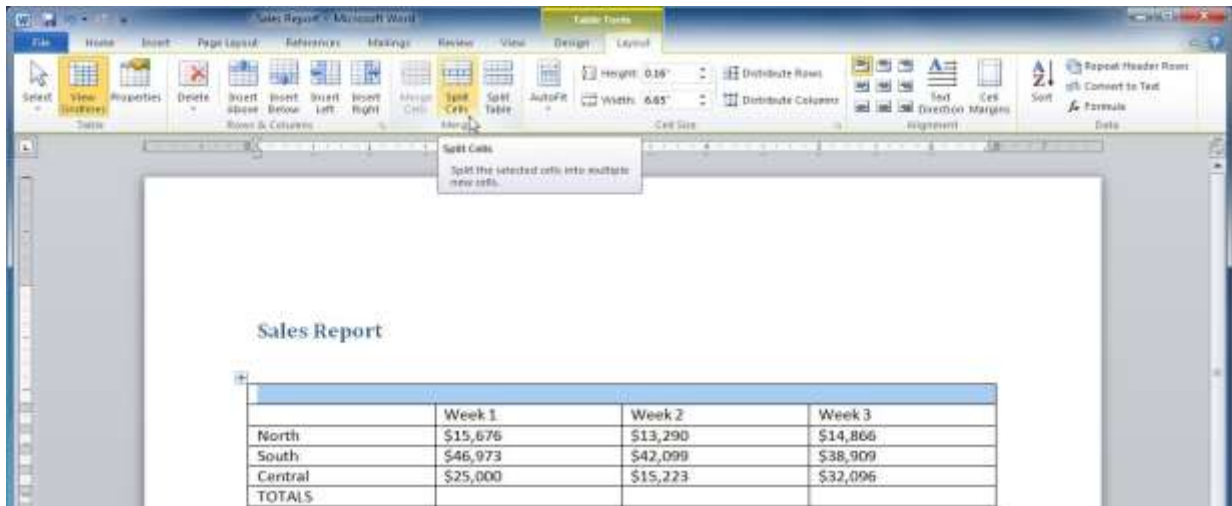 Sales Report - Microsoft Word
Table Tools
File Home Insert Page Layout References Mailings Review View Design Layout
Select
View Gridlines
Properties
Delete
Insert Above
Insert Below
Insert Left
Insert Right
Merge Cells
Split Cells
Split Table
AutoFit
Height: 0.16"
Width: 6.65"
Distribute Rows
Distribute Columns
Text Direction
Cell Margins
Sort
Repeat Header Rows
Convert to Text
Formula
Table
Rows & Columns
Merge
Cell Size
Alignment
Data
Split Cells
Split the selected cells into multiple
new cells.
Sales Report
Week 1 Week 2 Week 3
North $15,676 $13,290 $14,866
South $46,973 $42,099 $38,909
Central $25,000 $15,223 $32,096
TOTALS